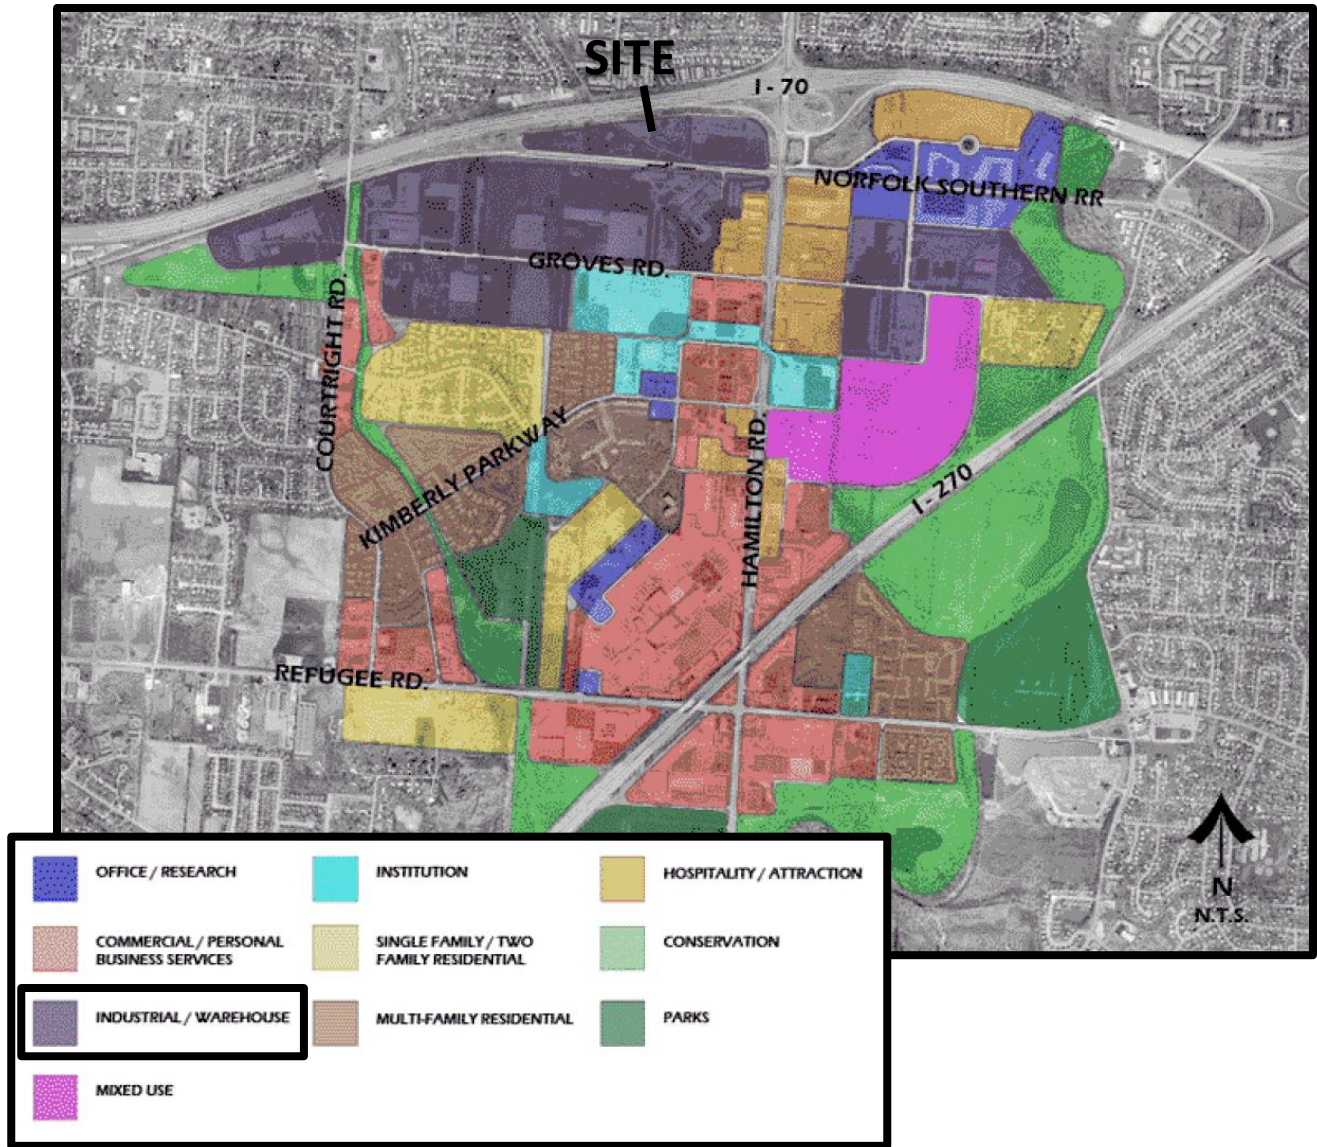 SITE
I - 70
NORFOLK SOUTHERN RR
GROVES RD.
COURTRIGHT RD.
KIMBERLY PARKWAY
HAMILTON RD.
I - 270
REFUGEE RD.
N
N.T.S.
OFFICE / RESEARCH
INSTITUTION
HOSPITALITY / ATTRACTION
COMMERCIAL / PERSONAL
BUSINESS SERVICES
SINGLE FAMILY / TWO
FAMILY RESIDENTIAL
CONSERVATION
INDUSTRIAL / WAREHOUSE
MULTI-FAMILY RESIDENTIAL
PARKS
MIXED USE